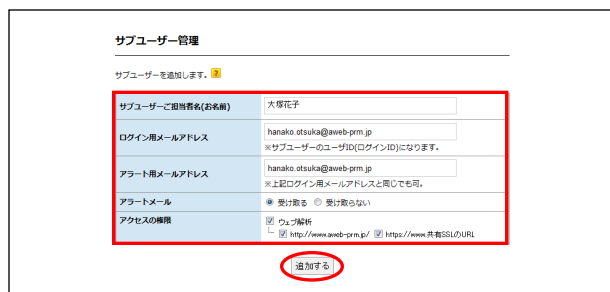 サブユーザー管理
サブユーザーを追加します。 ?
サブユーザーご担当者名(お名前) 大塚花子
ログイン用メールアドレス hanako.otsuka@aweb-prm.jp
※サブユーザーのユーザID(ログインID)になります。
アラート用メールアドレス hanako.otsuka@aweb-prm.jp
※上記ログイン用メールアドレスと同じでも可。
アラートメール 受け取る 受け取らない
アクセスの権限 ウェブ解析
http://www.aweb-prm.jp/ https://www.共有SSLのURL
追加する